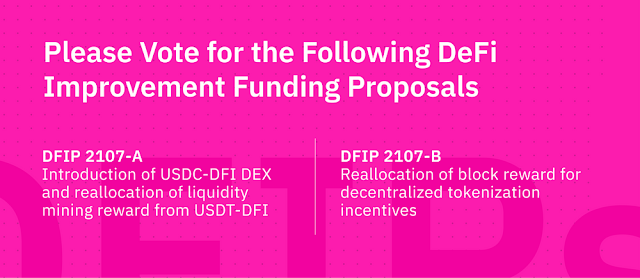 Please Vote for the Following DeFi
Improvement Funding Proposals
DFIP 2107-A
Introduction of USDC-DFI DEX
and reallocation of liquidity
mining reward from USDT-DFI
DFIP 2107-B
Reallocation of block reward for
decentralized tokenization
incentives
DFIPs